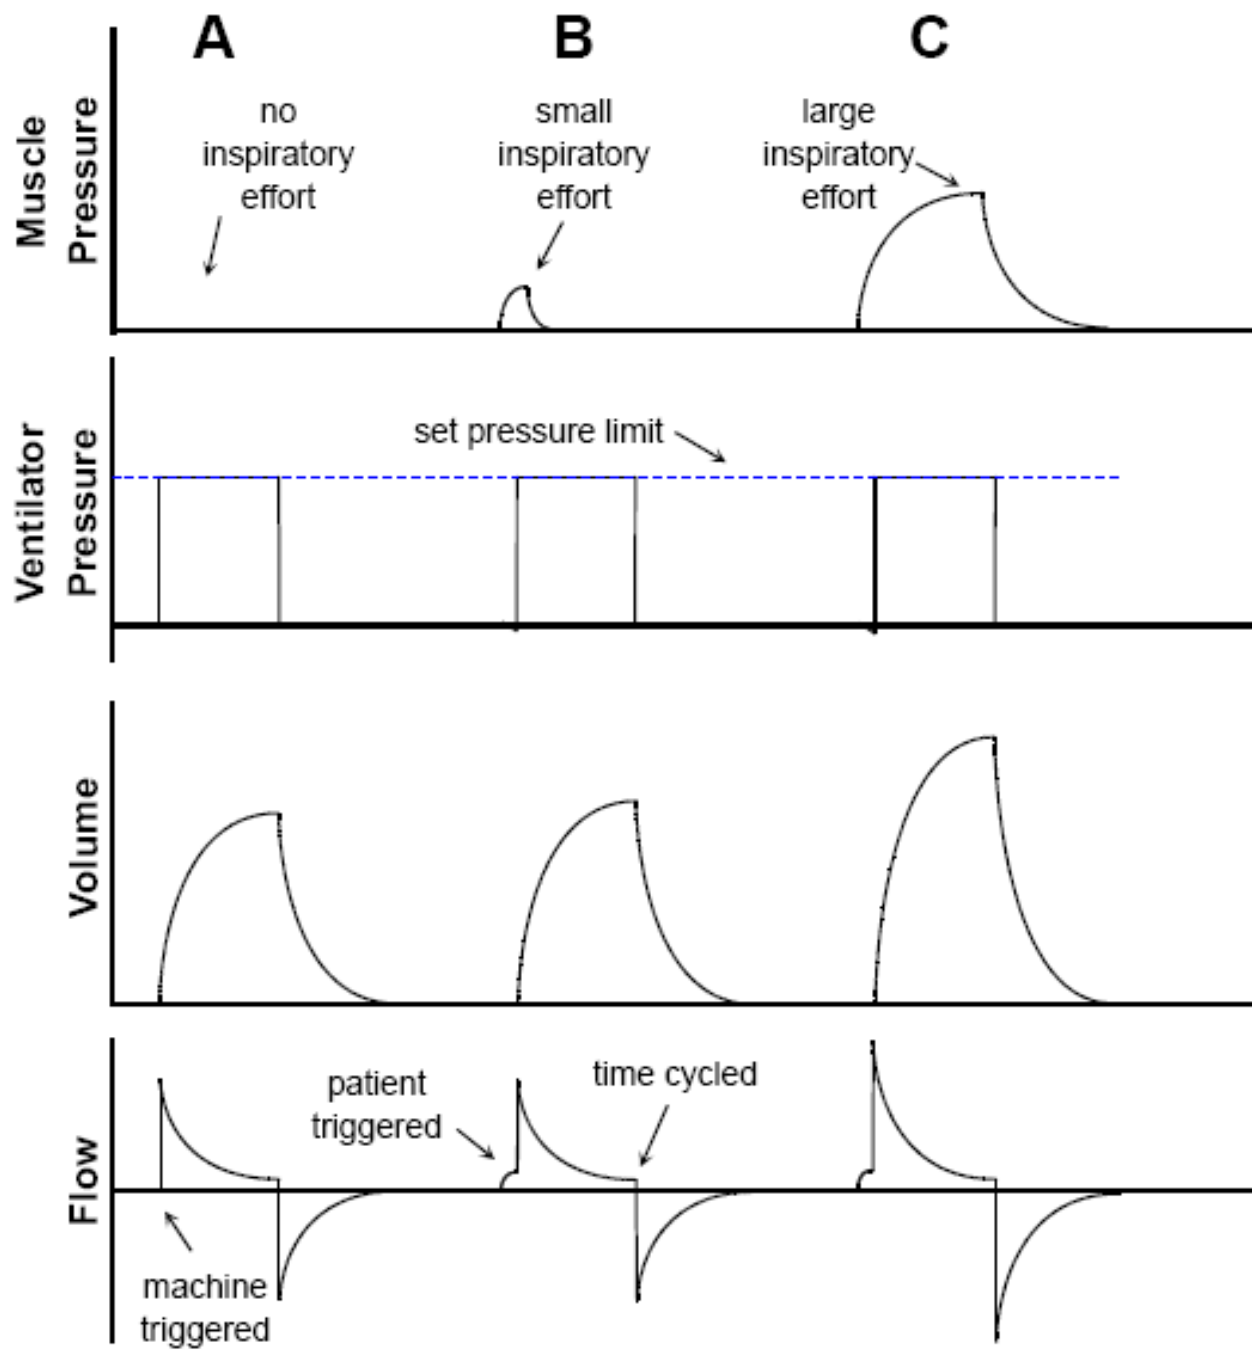 A
B
C
Muscle
Pressure
no
inspiratory
effort
small
inspiratory
effort
large
inspiratory
effort
Ventilator
Pressure
set pressure limit
Volume
Flow
patient
triggered
time cycled
machine
triggered